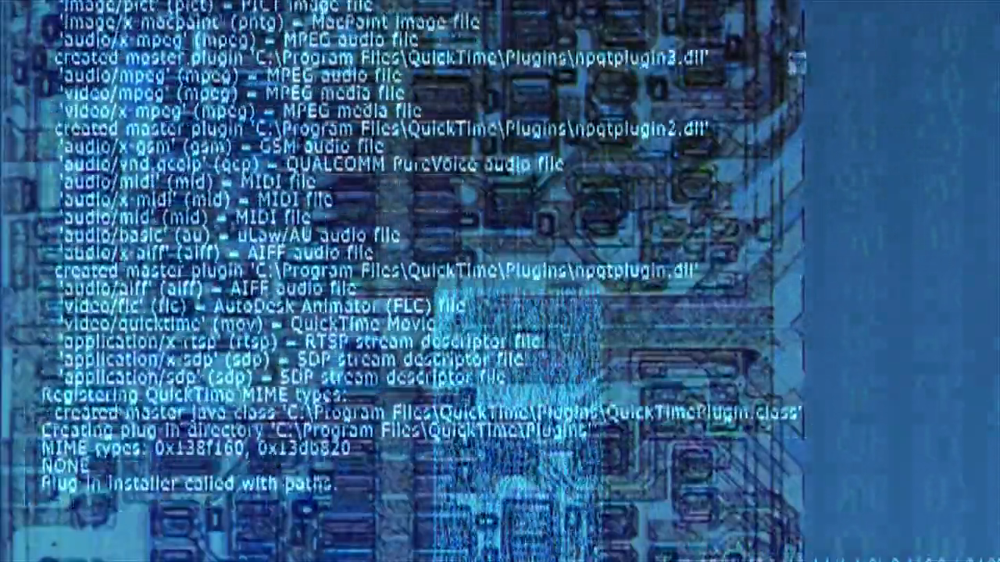 'image/pict' (pict) - PICT image file
'image/x-macpaint' (pntg) - MacPaint image file
'audio/x-mpeg' (mpeg) - MPEG audio file
created master plugin 'C:\Program Files\QuickTime\Plugins\npqtplugin3.dll'
'audio/mpeg' (mpeg) - MPEG audio file
'video/mpeg' (mpeg) - MPEG media file
'video/x-mpeg' (mpeg) - MPEG media file
created master plugin 'C:\Program Files\QuickTime\Plugins\npqtplugin2.dll'
'audio/x-gsm' (gsm) - GSM audio file
'audio/vnd.qcelp' (qcp) - QUALCOMM PureVoice audio file
'audio/midi' (mid) - MIDI file
'audio/x-midi' (mid) - MIDI file
'audio/mid' (mid) - MIDI file
'audio/basic' (au) - uLaw/AU audio file
'audio/x-aiff' (aiff) - AIFF audio file
created master plugin 'C:\Program Files\QuickTime\Plugins\npqtplugin.dll'
'audio/aiff' (aiff) - AIFF audio file
'video/flc' (flc) - AutoDesk Animator (FLC) file
'video/quicktime' (mov) - QuickTime Movie
'application/x-rtsp' (rtsp) - RTSP stream descriptor file
'application/x-sdp' (sdp) - SDP stream descriptor file
'application/sdp' (sdp) - SDP stream descriptor file
Registering QuickTime MIME types:
created master java class 'C:\Program Files\QuickTime\Plugins\QuickTimePlugin.class'
Creating plug in directory 'C:\Program Files\QuickTime\Plugins'
MIME types: 0x138f160, 0x13db820
NONE
Plug in installer called with paths.